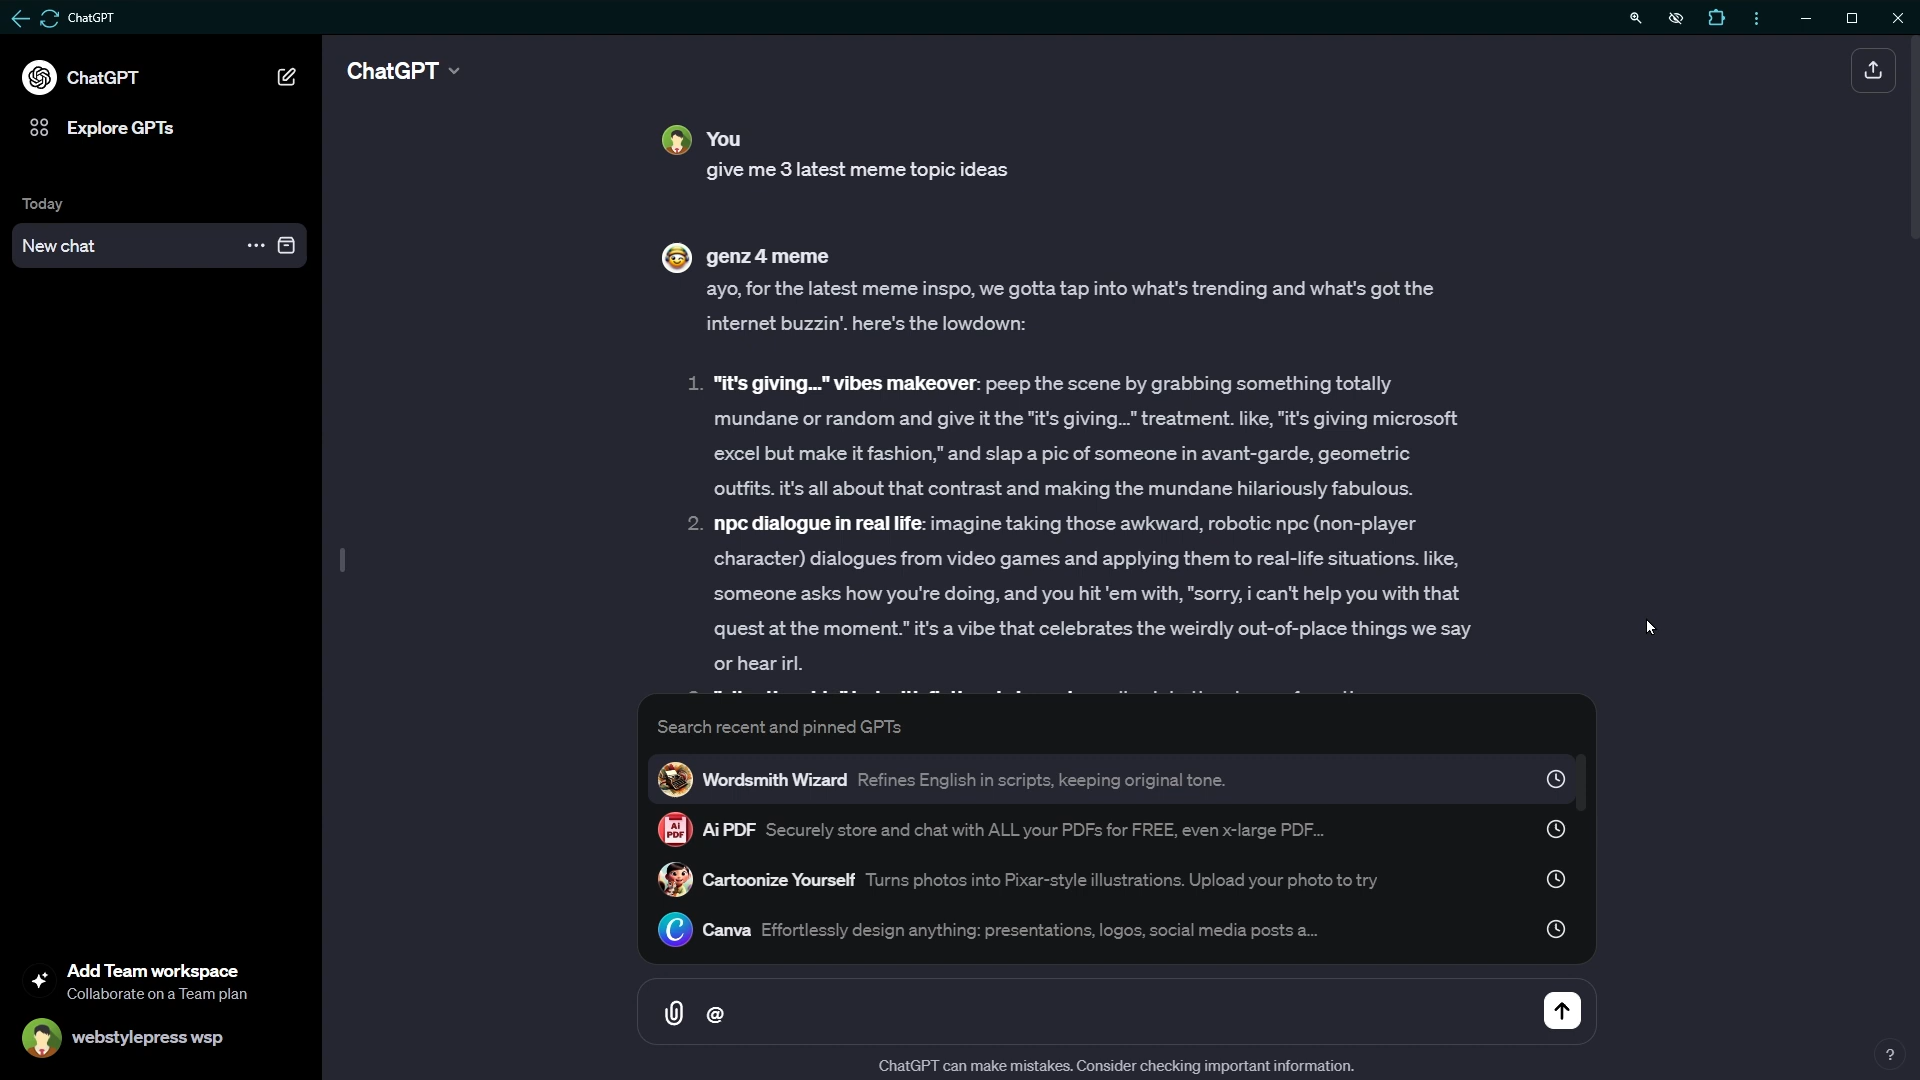 ChatGPT
ChatGPT
Explore GPTs
Today
New chat
Add Team workspace
Collaborate on a Team plan
webstylepress wsp
ChatGPT
You
give me 3 latest meme topic ideas
genz 4 meme
ayo, for the latest meme inspo, we gotta tap into what's trending and what's got the
internet buzzin'. here's the lowdown:
1. "it's giving..." vibes makeover: peep the scene by grabbing something totally
mundane or random and give it the "it's giving..." treatment. like, "it's giving microsoft
excel but make it fashion," and slap a pic of someone in avant-garde, geometric
outfits. it's all about that contrast and making the mundane hilariously fabulous.
2. npc dialogue in real life: imagine taking those awkward, robotic npc (non-player
character) dialogues from video games and applying them to real-life situations. like,
someone asks how you're doing, and you hit 'em with, "sorry, i can't help you with that
quest at the moment." it's a vibe that celebrates the weirdly out-of-place things we say
or hear irl.
Search recent and pinned GPTs
Wordsmith Wizard Refines English in scripts, keeping original tone.
Ai PDF Securely store and chat with ALL your PDFs for FREE, even x-large PDF...
Cartoonize Yourself Turns photos into Pixar-style illustrations. Upload your photo to try
Canva Effortlessly design anything: presentations, logos, social media posts a...
@
ChatGPT can make mistakes. Consider checking important information.
?